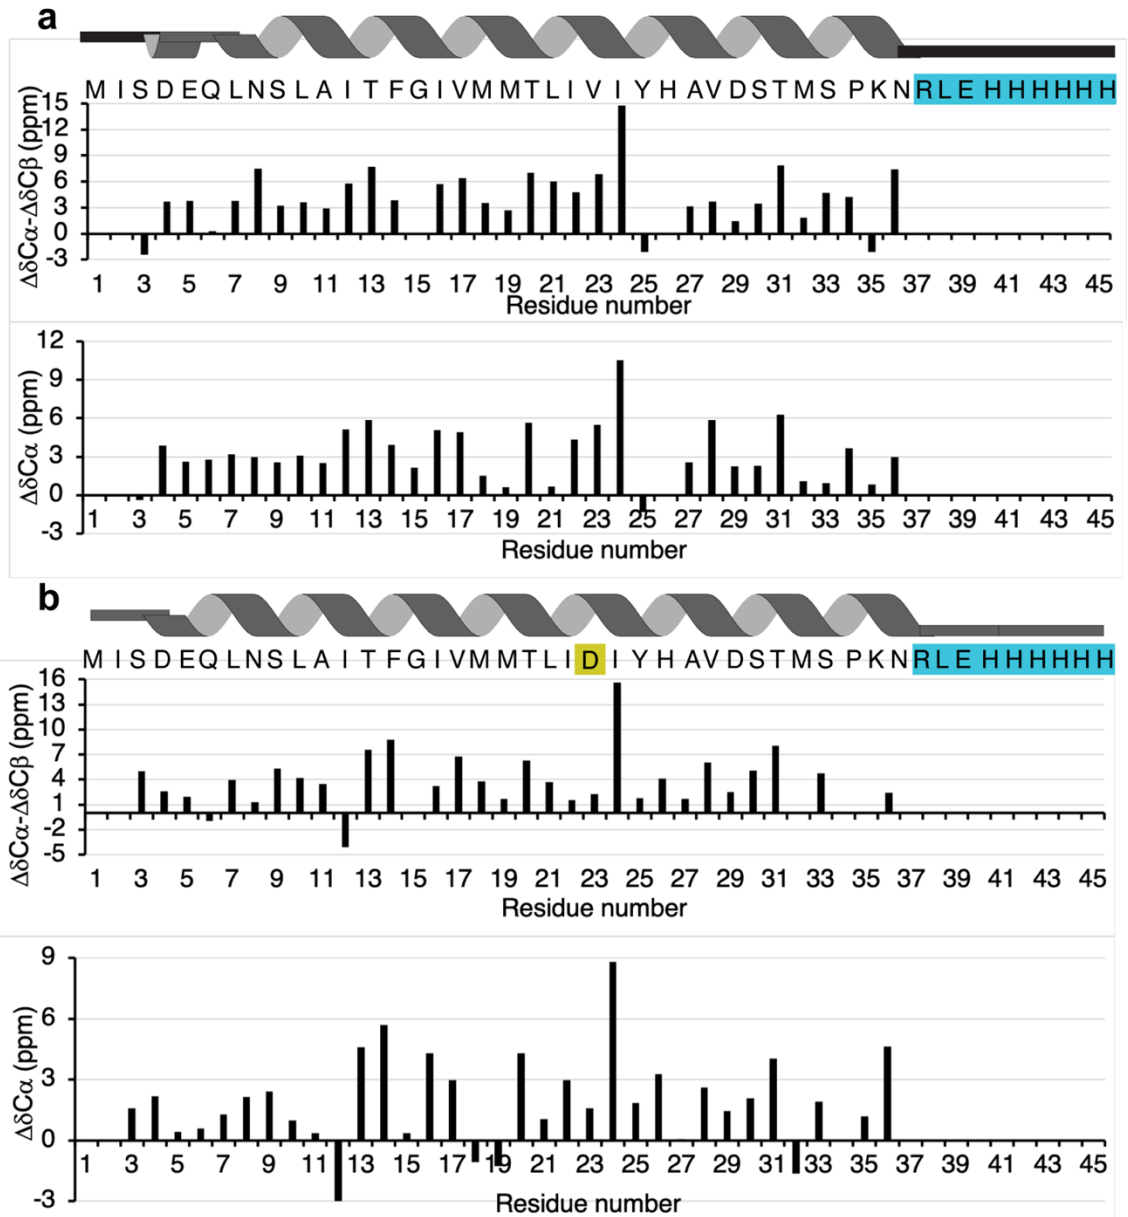 a
M I S D E Q L N S L A I T F G I V M M T L I V I Y H A V D S T M S P K N R L E H H H H H H
ΔδCα-ΔδCβ (ppm)
15
12
9
6
3
0
-3
1 3 5 7 9 11 13 15 17 19 21 23 25 27 29 31 33 35 37 39 41 43 45
Residue number
ΔδCα (ppm)
12
9
6
3
0
-3
1 3 5 7 9 11 13 15 17 19 21 23 25 27 29 31 33 35 37 39 41 43 45
Residue number
b
M I S D E Q L N S L A I T F G I V M M T L I D I Y H A V D S T M S P K N R L E H H H H H H
ΔδCα-ΔδCβ (ppm)
16
13
10
7
4
1
-2
-5
1 3 5 7 9 11 13 15 17 19 21 23 25 27 29 31 33 35 37 39 41 43 45
Residue number
ΔδCα (ppm)
9
6
3
0
-3
1 3 5 7 9 11 13 15 17 19 21 23 25 27 29 31 33 35 37 39 41 43 45
Residue number